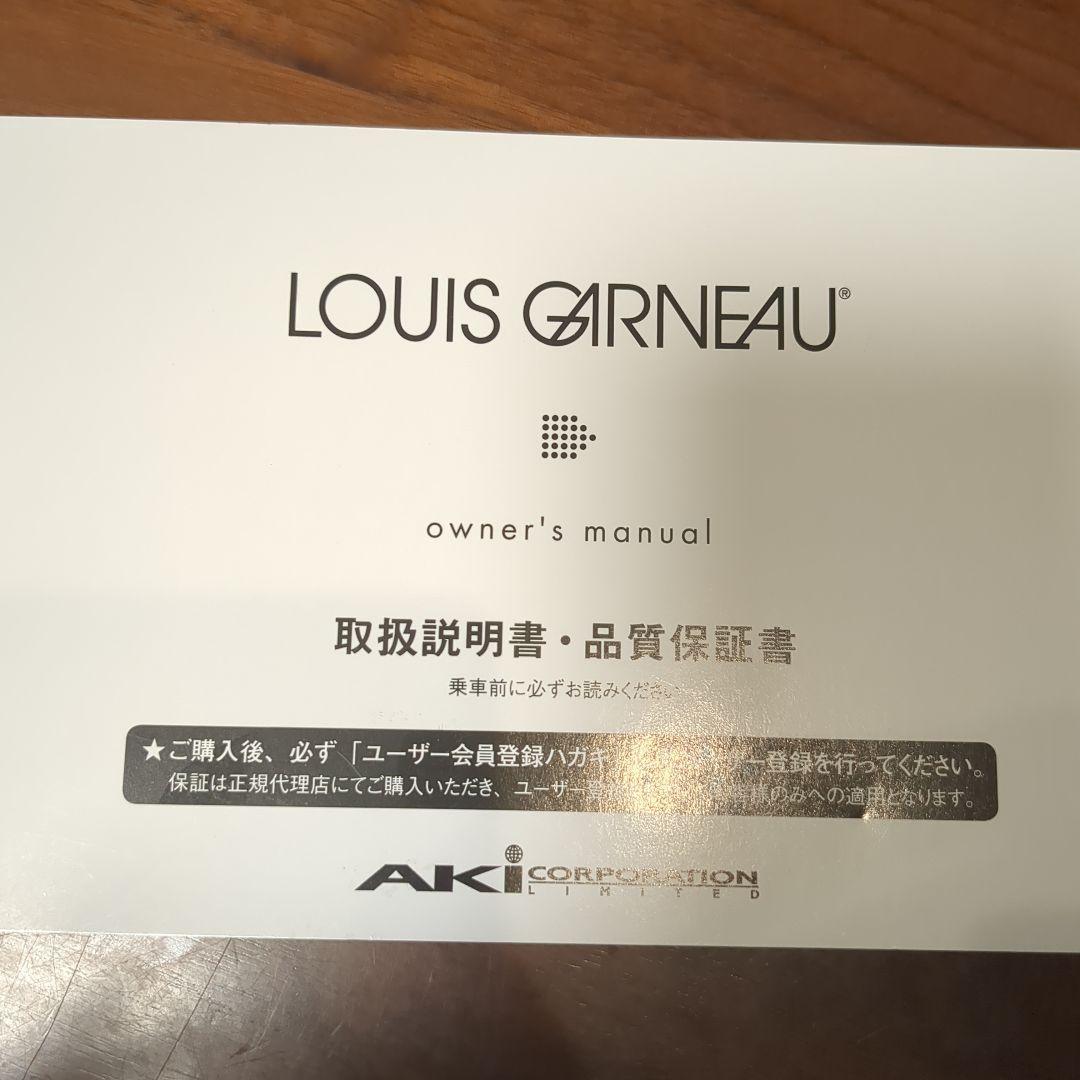 LOUIS GARNEAU®
owner's manual
取扱説明書・品質保証書
乗車前に必ずお読みください
★ご購入後、必ず「ユーザー会員登録ハガキ ー登録を行ってください。
保証は正規代理店にてご購入いただき、ユーザー登 様のみへの適用となります。
AKi CORPORATION
LIMITED